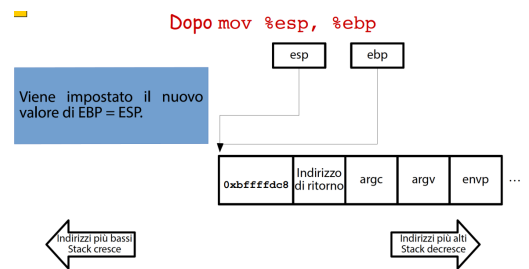 Dopo mov %esp, %ebp
esp
ebp
Viene impostato il nuovo
valore di EBP = ESP.
0xbffffdc8
Indirizzo
di ritorno
argc
argv
envp
...
Indirizzi più bassi
Stack cresce
Indirizzi più alti
Stack decresce